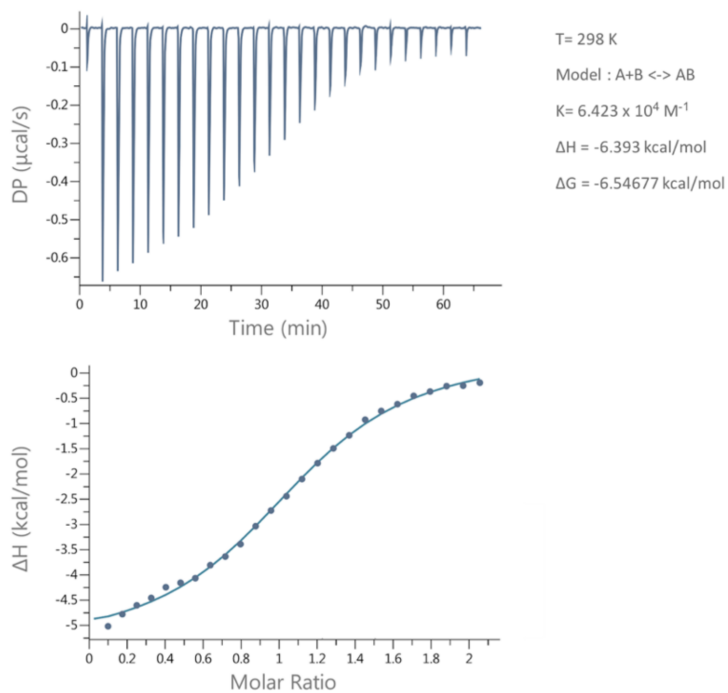 0
-0.1
-0.2
-0.3
-0.4
-0.5
-0.6
DP (µcal/s)
0 10 20 30 40 50 60
Time (min)
T= 298 K
Model : A+B <-> AB
K= 6.423 x 10⁴ M⁻¹
ΔH = -6.393 kcal/mol
ΔG = -6.54677 kcal/mol
0
-0.5
-1
-1.5
-2
-2.5
-3
-3.5
-4
-4.5
-5
ΔH (kcal/mol)
0 0.2 0.4 0.6 0.8 1 1.2 1.4 1.6 1.8 2
Molar Ratio